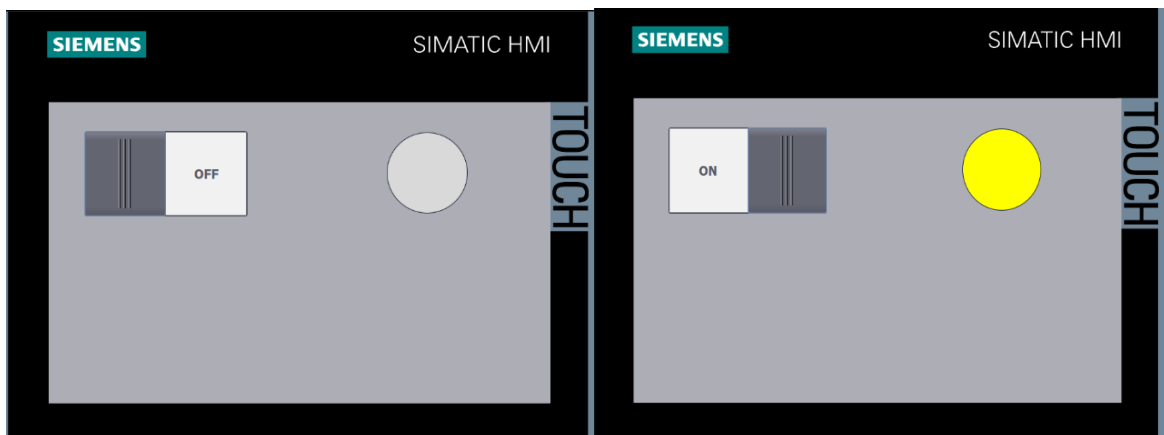 SIEMENS SIMATIC HMI
TOUCH
OFF
SIEMENS SIMATIC HMI
TOUCH
ON